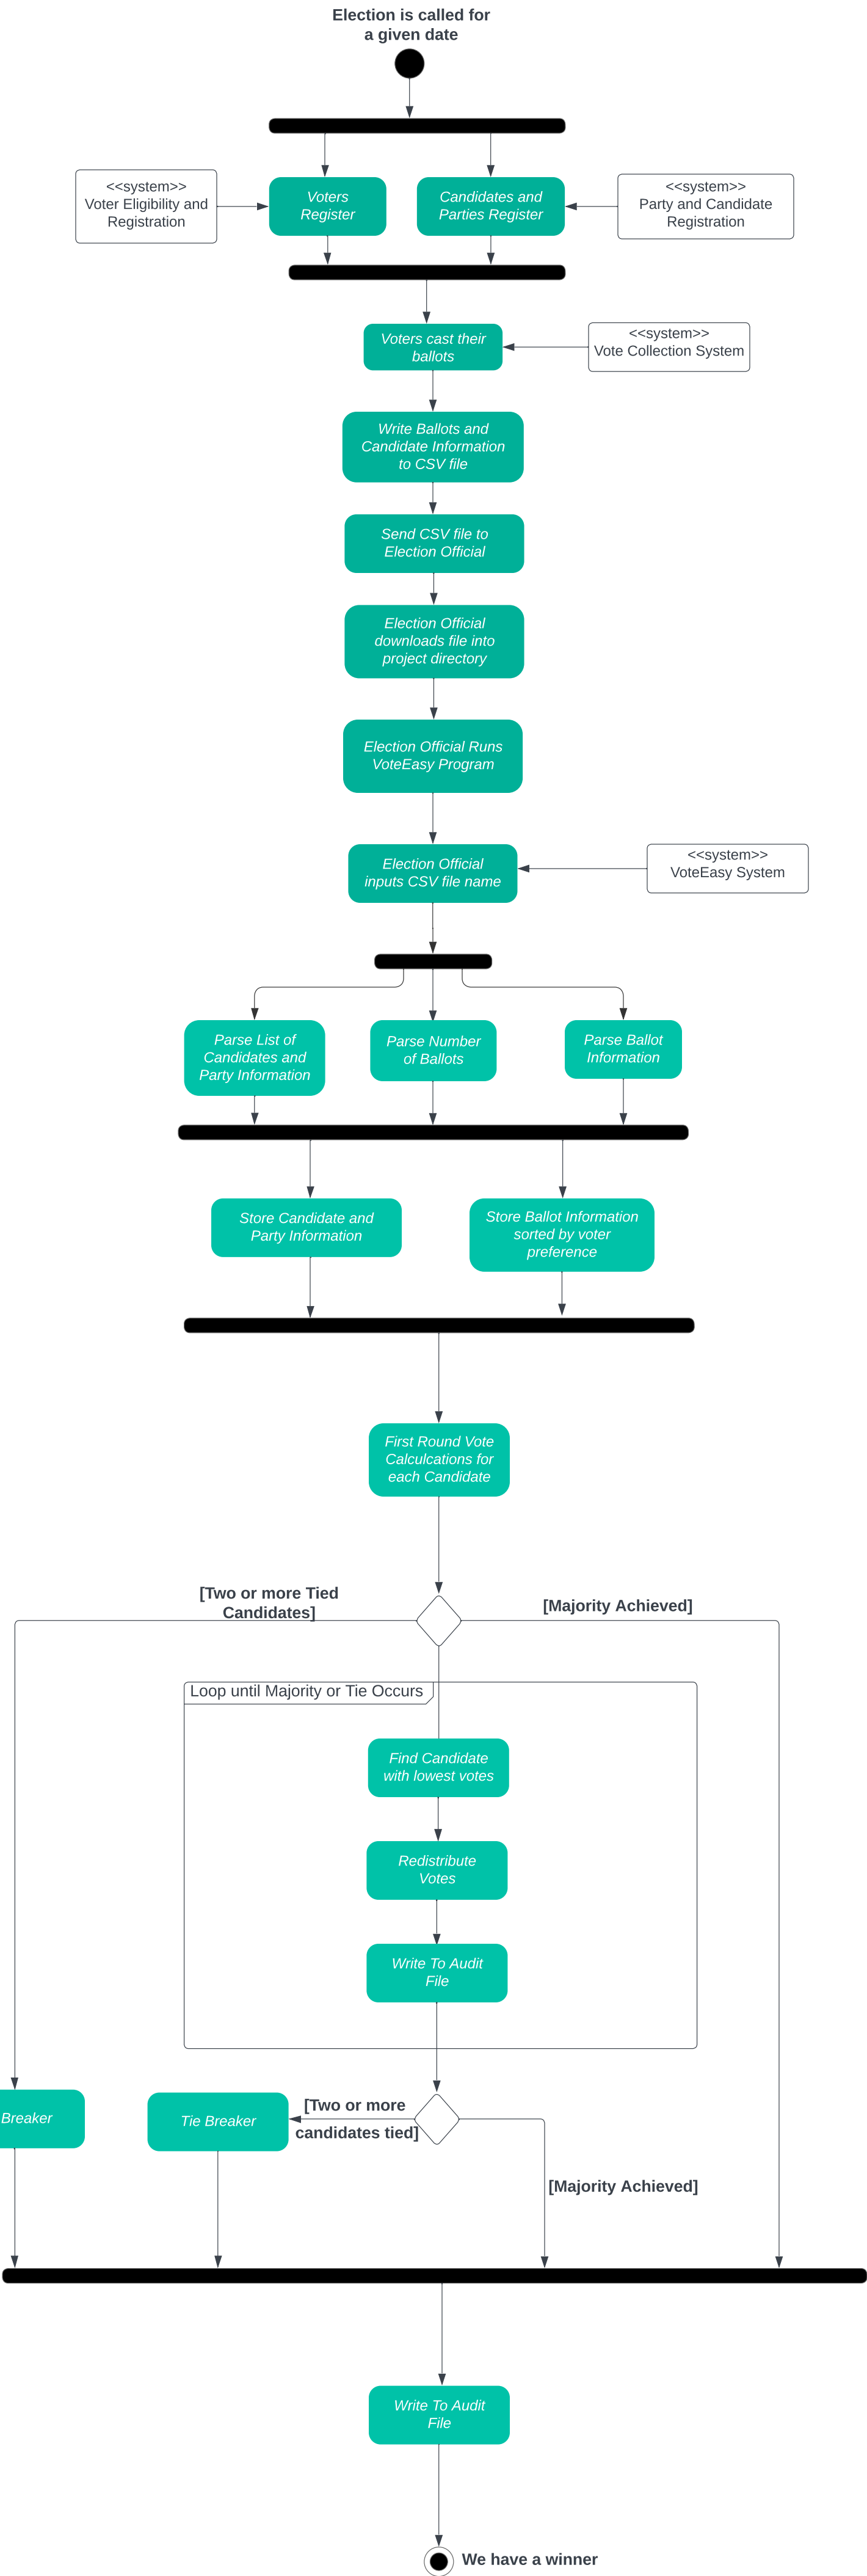 Election is called for
a given date
<<system>>
Voter Eligibility and
Registration
Voters
Register
Candidates and
Parties Register
<<system>>
Party and Candidate
Registration
Voters cast their
ballots
<<system>>
Vote Collection System
Write Ballots and
Candidate Information
to CSV file
Send CSV file to
Election Official
Election Official
downloads file into
project directory
Election Official Runs
VoteEasy Program
Election Official
inputs CSV file name
<<system>>
VoteEasy System
Parse List of
Candidates and
Party Information
Parse Number
of Ballots
Parse Ballot
Information
Store Candidate and
Party Information
Store Ballot Information
sorted by voter
preference
First Round Vote
Calculcations for
each Candidate
[Two or more Tied
Candidates]
[Majority Achieved]
Loop until Majority or Tie Occurs
Find Candidate
with lowest votes
Redistribute
Votes
Write To Audit
File
Breaker
Tie Breaker
[Two or more
candidates tied]
[Majority Achieved]
Write To Audit
File
We have a winner